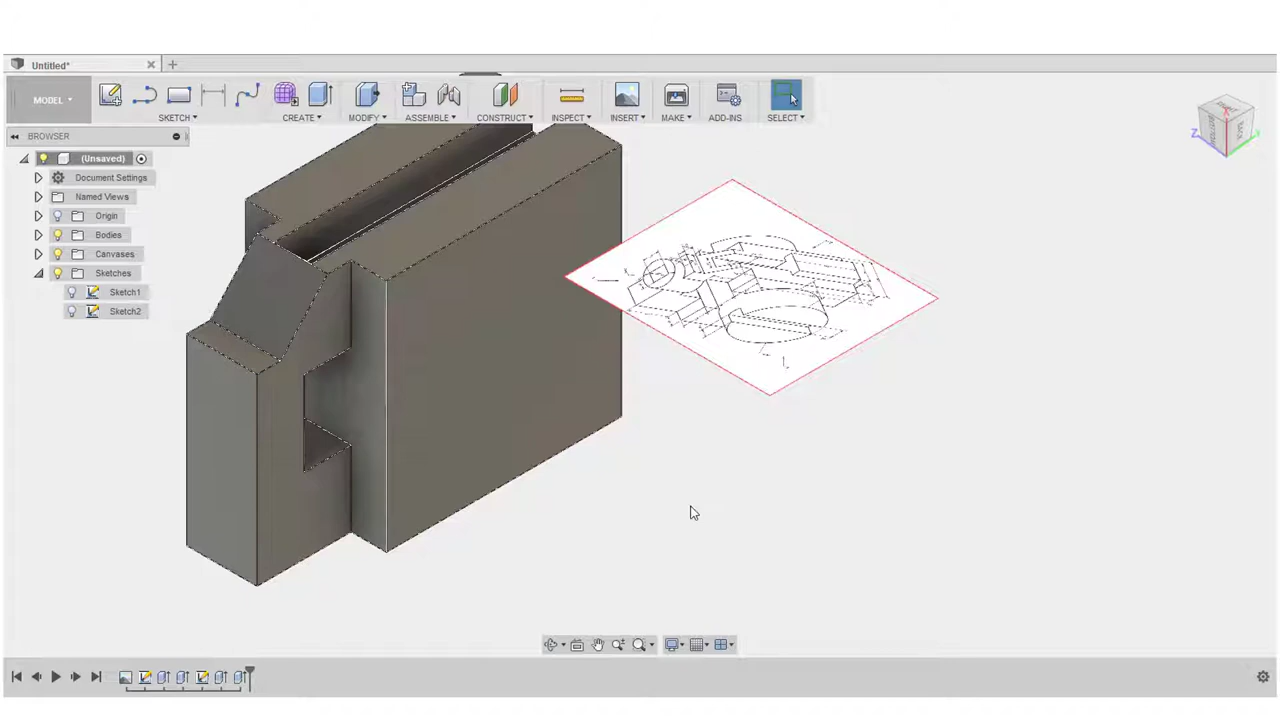 Untitled*
MODEL
SKETCH
CREATE
MODIFY
ASSEMBLE
CONSTRUCT
INSPECT
INSERT
MAKE
ADD-INS
SELECT
BROWSER
(Unsaved)
Document Settings
Named Views
Origin
Bodies
Canvases
Sketches
Sketch1
Sketch2
Z
BACK